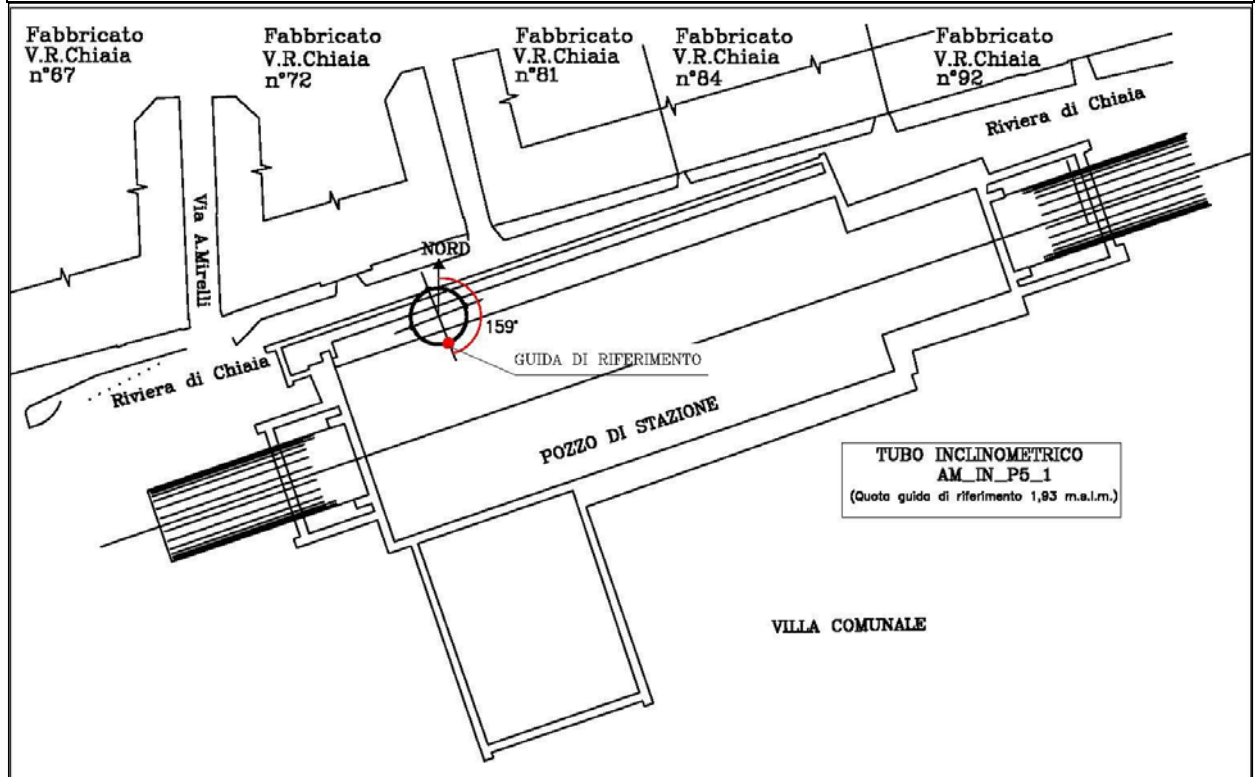 Fabbricato
V.R.Chiaia
n°67
Fabbricato
V.R.Chiaia
n°72
Fabbricato
V.R.Chiaia
n°81
Fabbricato
V.R.Chiaia
n°84
Fabbricato
V.R.Chiaia
n°92
Riviera di Chiaia
Via A.Mirelli
NORD
159°
GUIDA DI RIFERIMENTO
Riviera di Chiaia
POZZO DI STAZIONE
TUBO INCLINOMETRICO
AM_IN_P5_1
(Quota guida di riferimento 1,93 m.s.l.m.)
VILLA COMUNALE